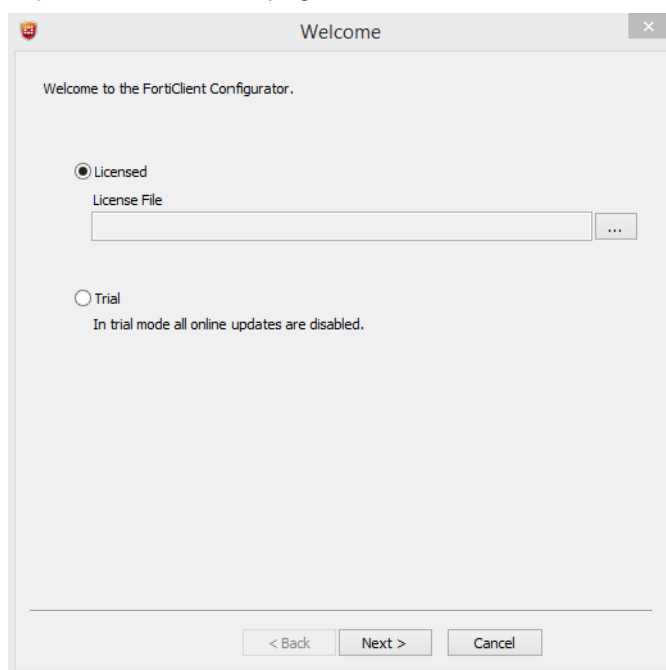 Welcome
Welcome to the FortiClient Configurator.
Licensed
License File
...
Trial
In trial mode all online updates are disabled.
< Back Next > Cancel